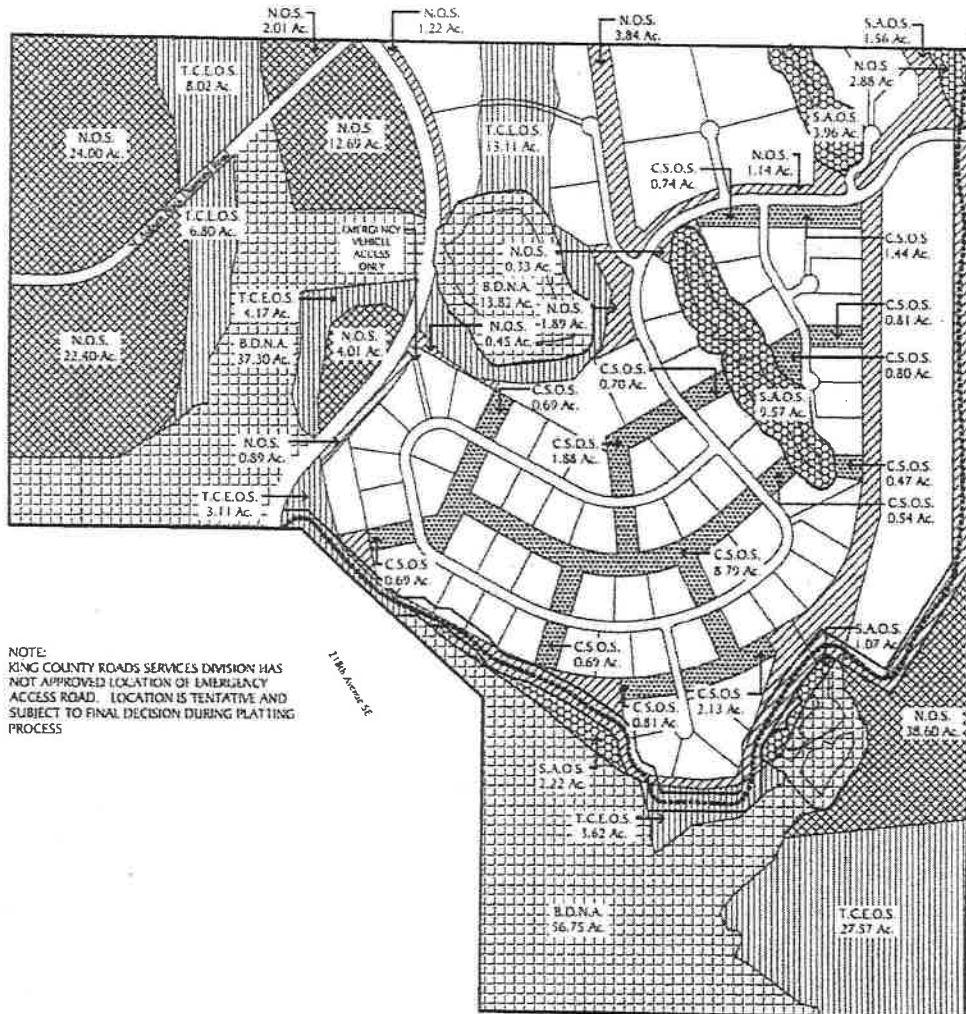 N.O.S.
2.01 Ac.
N.O.S.
1.22 Ac.
N.O.S.
3.84 Ac.
S.A.O.S.
1.56 Ac.
T.C.E.O.S.
8.02 Ac.
N.O.S.
2.88 Ac.
N.O.S.
24.00 Ac.
N.O.S.
12.69 Ac.
T.C.E.O.S.
13.11 Ac.
S.A.O.S.
3.96 Ac.
C.S.O.S.
0.74 Ac.
N.O.S.
1.14 Ac.
T.C.E.O.S.
6.80 Ac.
EMERGENCY
VEHICLE
ACCESS
ONLY
N.O.S.
0.33 Ac.
C.S.O.S
1.44 Ac.
B.D.N.A.
13.82 Ac.
T.C.E.O.S.
4.17 Ac.
N.O.S.
1.89 Ac.
N.O.S.
0.45 Ac.
C.S.O.S.
0.81 Ac.
N.O.S.
22.40 Ac.
B.D.N.A.
37.30 Ac.
N.O.S.
4.01 Ac.
C.S.O.S.
0.70 Ac.
C.S.O.S.
0.80 Ac.
C.S.O.S.
0.69 Ac.
S.A.O.S.
9.57 Ac.
N.O.S.
0.89 Ac.
C.S.O.S.
1.88 Ac.
C.S.O.S.
0.47 Ac.
T.C.E.O.S.
3.11 Ac.
C.S.O.S.
0.54 Ac.
C.S.O.S
0.69 Ac.
C.S.O.S.
8.79 Ac.
NOTE:
KING COUNTY ROADS SERVICES DIVISION HAS
NOT APPROVED LOCATION OF EMERGENCY
ACCESS ROAD. LOCATION IS TENTATIVE AND
SUBJECT TO FINAL DECISION DURING PLATTING
PROCESS
218th Avenue SE
C.S.O.S.
0.69 Ac.
S.A.O.S.
1.07 Ac.
C.S.O.S.
0.81 Ac.
C.S.O.S.
2.13 Ac.
N.O.S.
38.60 Ac.
S.A.O.S.
Ac.
T.C.E.O.S.
3.62 Ac.
B.D.N.A.
56.75 Ac.
T.C.E.O.S.
27.57 Ac.